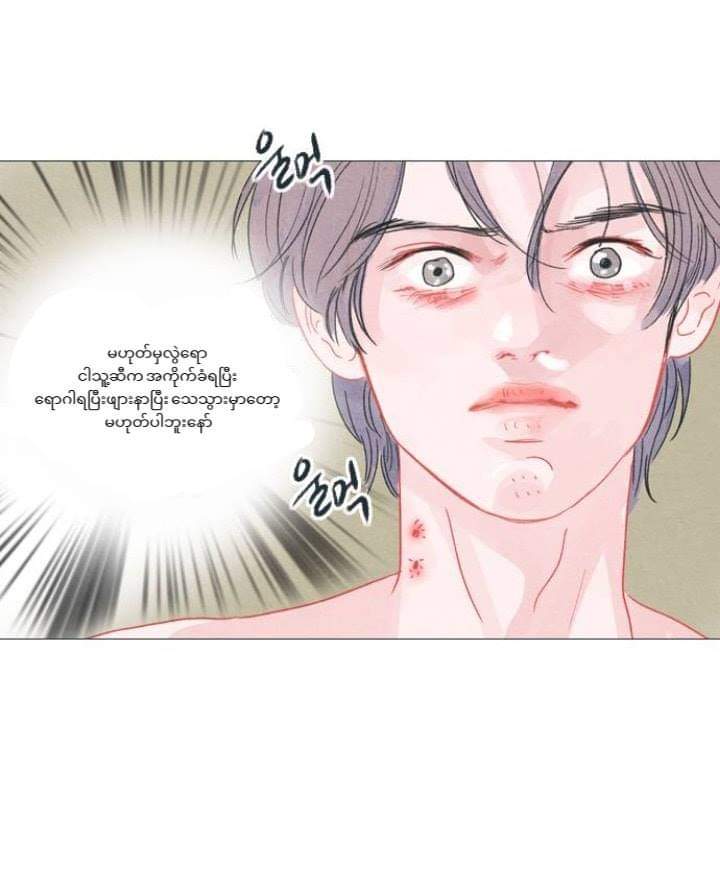 울먹
မဟုတ်မှလွဲရော
ငါသူ့ဆီက အကိုက်ခံရပြီး
ရောဂါရပြီးဖျားနာပြီး သေသွားမှာတော့
မဟုတ်ပါဘူးနော်
울먹